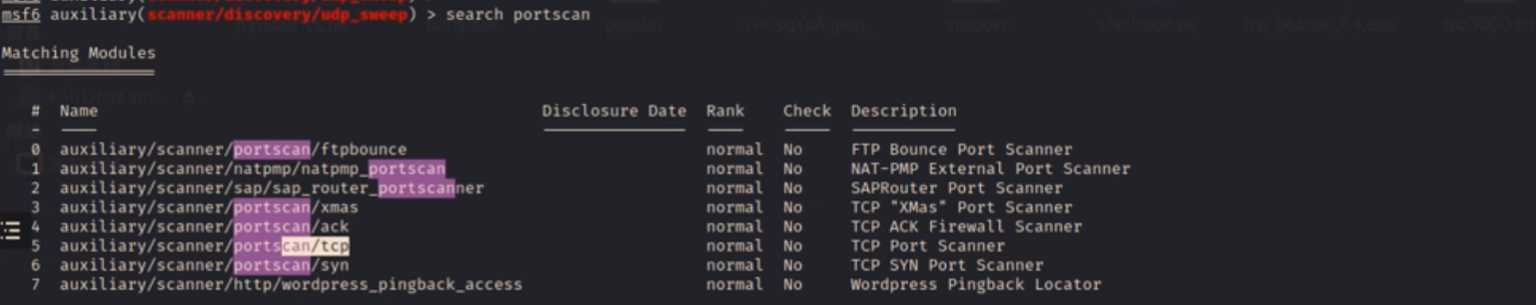 msf6 auxiliary(scanner/discovery/udp_sweep) > search portscan
Matching Modules
================
#  Name  Disclosure Date  Rank  Check  Description
-  ----  ---------------  ----  -----  -----------
0  auxiliary/scanner/portscan/ftpbounce  normal  No  FTP Bounce Port Scanner
1  auxiliary/scanner/natpmp/natpmp_portscan  normal  No  NAT-PMP External Port Scanner
2  auxiliary/scanner/sap/sap_router_portscanner  normal  No  SAPRouter Port Scanner
3  auxiliary/scanner/portscan/xmas  normal  No  TCP "XMas" Port Scanner
4  auxiliary/scanner/portscan/ack  normal  No  TCP ACK Firewall Scanner
5  auxiliary/scanner/portscan/tcp  normal  No  TCP Port Scanner
6  auxiliary/scanner/portscan/syn  normal  No  TCP SYN Port Scanner
7  auxiliary/scanner/http/wordpress_pingback_access  normal  No  Wordpress Pingback Locator